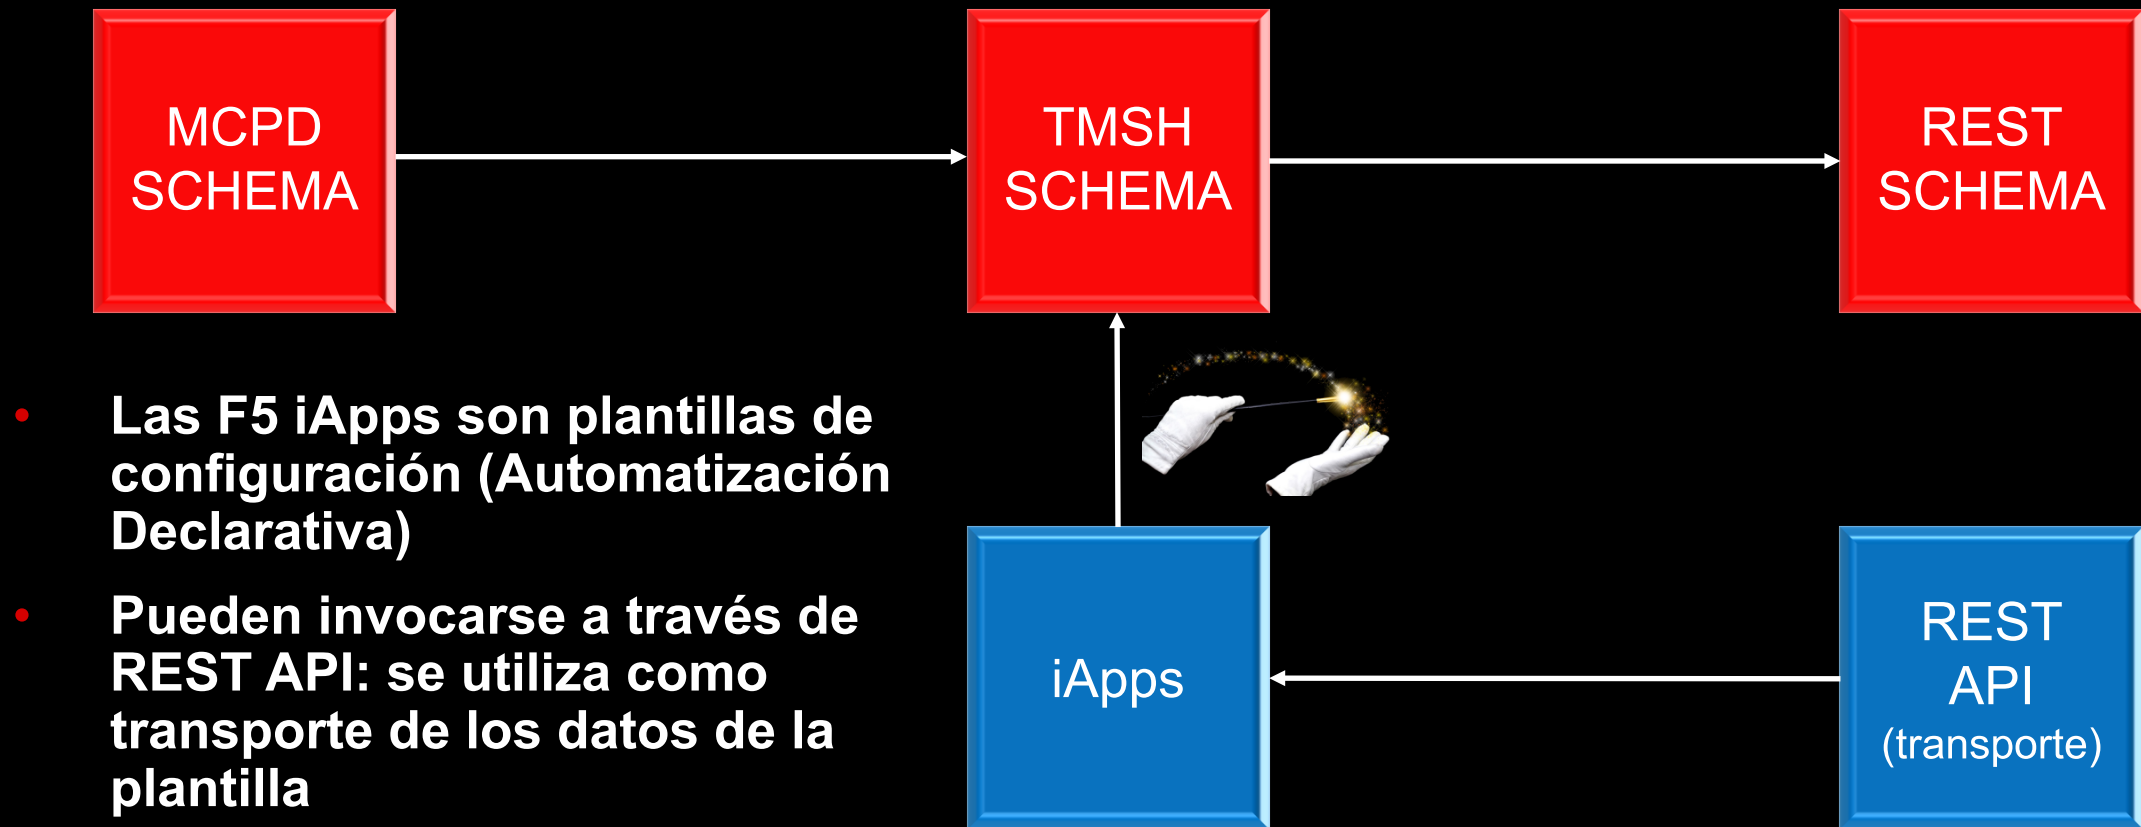 MCPD
SCHEMA
TMSH
SCHEMA
REST
SCHEMA
• Las F5 iApps son plantillas de
configuración (Automatización
Declarativa)
• Pueden invocarse a través de
REST API: se utiliza como
transporte de los datos de la
plantilla
iApps
REST
API
(transporte)